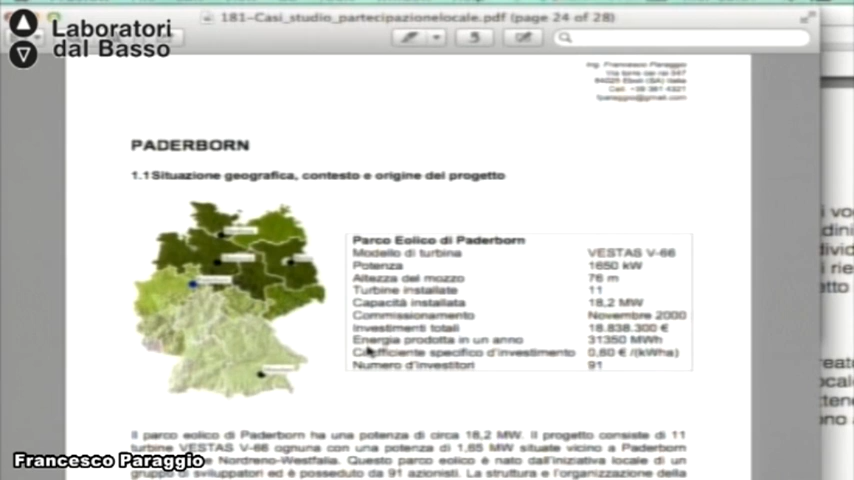 181-Casi_studio_partecipazionelocale.pdf (page 24 of 28)
Laboratori
dal Basso
Ing. Francesco Paraggio
PADERBORN
1.1 Situazione geografica, contesto e origine del progetto
Parco Eolico di Paderborn
Modello di turbina VESTAS V-66
Potenza 1650 kW
Altezza del mozzo 76 m
Turbine installate 11
Capacità installata 18,2 MW
Commissionamento Novembre 2000
Investimenti totali 18.838.300 €
Energia prodotta in un anno 31350 MWh
Coefficiente specifico d'investimento 0,60 € /(kWha)
Numero d'investitori 91
Il parco eolico di Paderborn ha una potenza di circa 18,2 MW. Il progetto consiste di 11
turbine VESTAS V-66 ognuna con una potenza di 1,65 MW situate vicino a Paderborn
Nordreno-Westfalia. Questo parco eolico è nato dall'iniziativa locale di
gruppo di sviluppatori ed è posseduto da 91 azionisti. La struttura e l'organizzazione della
Francesco Paraggio